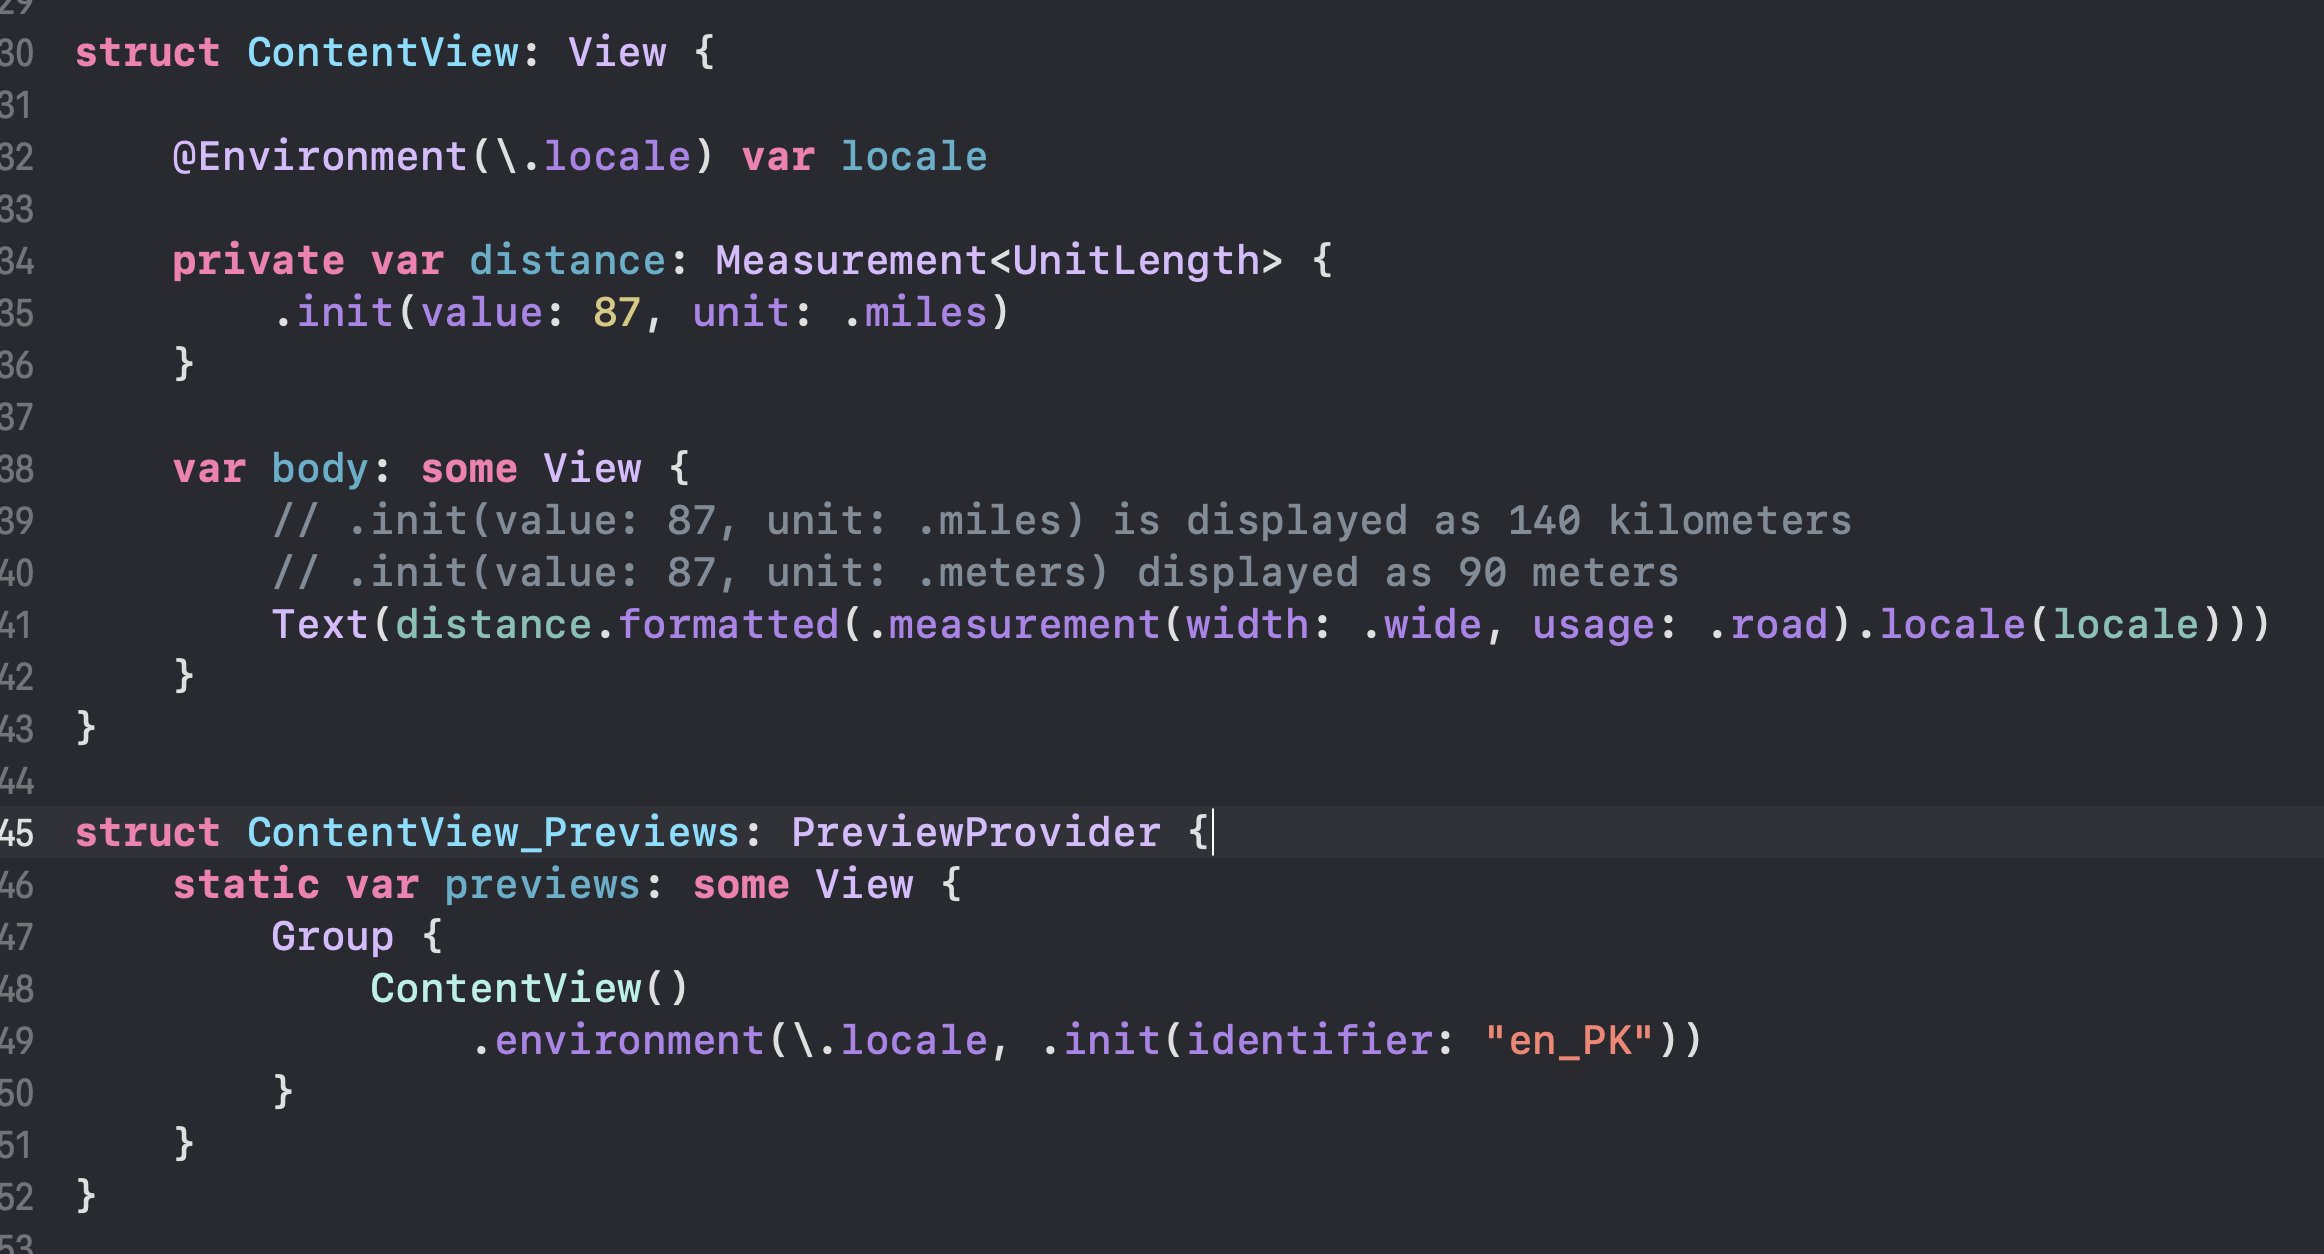 29
30 struct ContentView: View {
31
32     @Environment(\.locale) var locale
33
34     private var distance: Measurement<UnitLength> {
35         .init(value: 87, unit: .miles)
36     }
37
38     var body: some View {
39         // .init(value: 87, unit: .miles) is displayed as 140 kilometers
40         // .init(value: 87, unit: .meters) displayed as 90 meters
41         Text(distance.formatted(.measurement(width: .wide, usage: .road).locale(locale)))
42     }
43 }
44
45 struct ContentView_Previews: PreviewProvider {
46     static var previews: some View {
47         Group {
48             ContentView()
49                 .environment(\.locale, .init(identifier: "en_PK"))
50         }
51     }
52 }
53